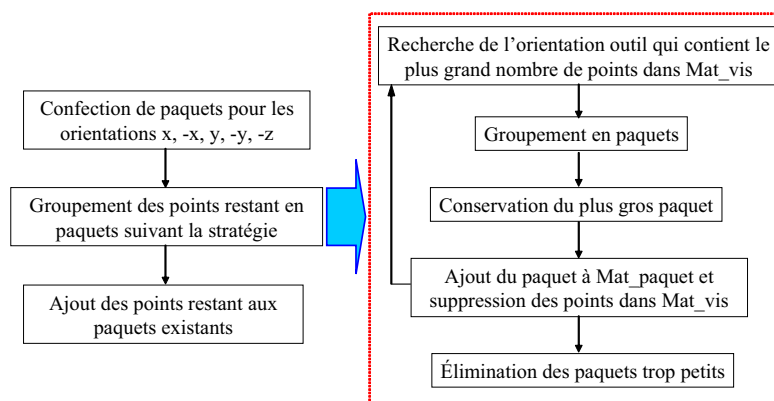 Confection de paquets pour les
orientations x, -x, y, -y, -z
Groupement des points restant en
paquets suivant la stratégie
Ajout des points restant aux
paquets existants
Recherche de l'orientation outil qui contient le
plus grand nombre de points dans Mat_vis
Groupement en paquets
Conservation du plus gros paquet
Ajout du paquet à Mat_paquet et
suppression des points dans Mat_vis
Élimination des paquets trop petits